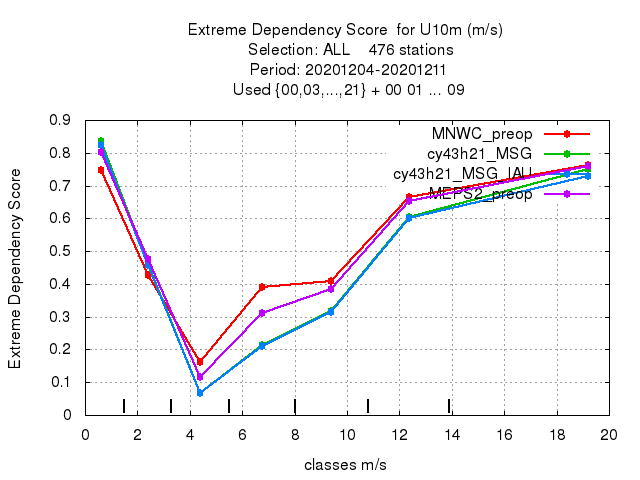 Extreme Dependency Score for U10m (m/s)
Selection: ALL 476 stations
Period: 20201204-20201211
Used {00,03,...,21} + 00 01 ... 09
Extreme Dependency Score
0.9
0.8
0.7
0.6
0.5
0.4
0.3
0.2
0.1
0
MNWC_preop
cy43h21_MSG
cy43h21_MSG_IAU
MEPS2_preop
0 2 4 6 8 10 12 14 16 18 20
classes m/s